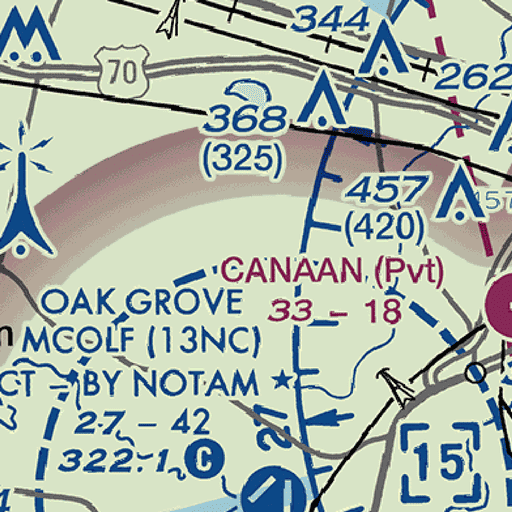 344
70
262
368
(325)
457
(420)
CANAAN (Pvt)
33 – 18
OAK GROVE
MCOLF (13NC)
CT – BY NOTAM ★
27 – 42
322.1 C
27
15